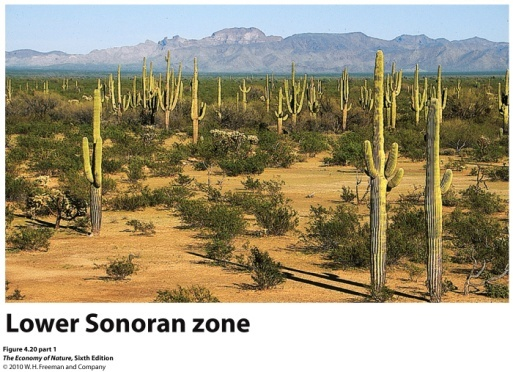 Lower Sonoran zone
Figure 4.20 part 1
The Economy of Nature, Sixth Edition
© 2010 W. H. Freeman and Company